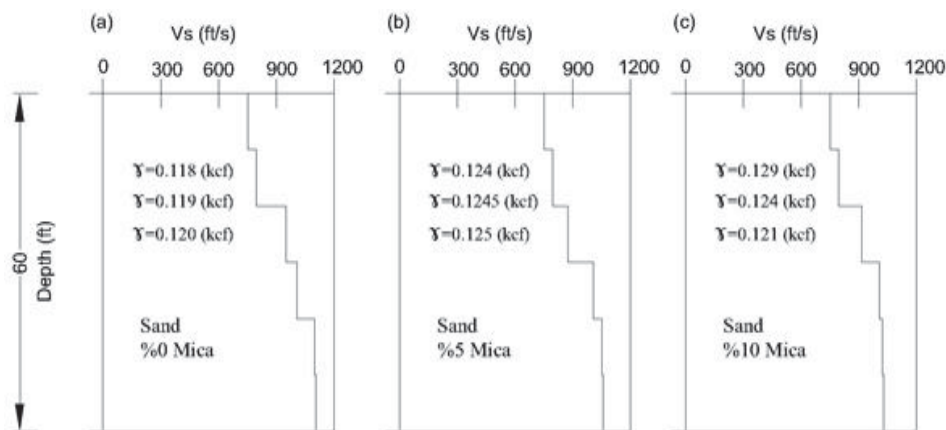 (a)
Vs (ft/s)
0 300 600 900 1200
ɤ=0.118 (kcf)
ɤ=0.119 (kcf)
ɤ=0.120 (kcf)
Sand
%0 Mica
60
Depth (ft)
(b)
Vs (ft/s)
0 300 600 900 1200
ɤ=0.124 (kcf)
ɤ=0.1245 (kcf)
ɤ=0.125 (kcf)
Sand
%5 Mica
(c)
Vs (ft/s)
0 300 600 900 1200
ɤ=0.129 (kcf)
ɤ=0.124 (kcf)
ɤ=0.121 (kcf)
Sand
%10 Mica